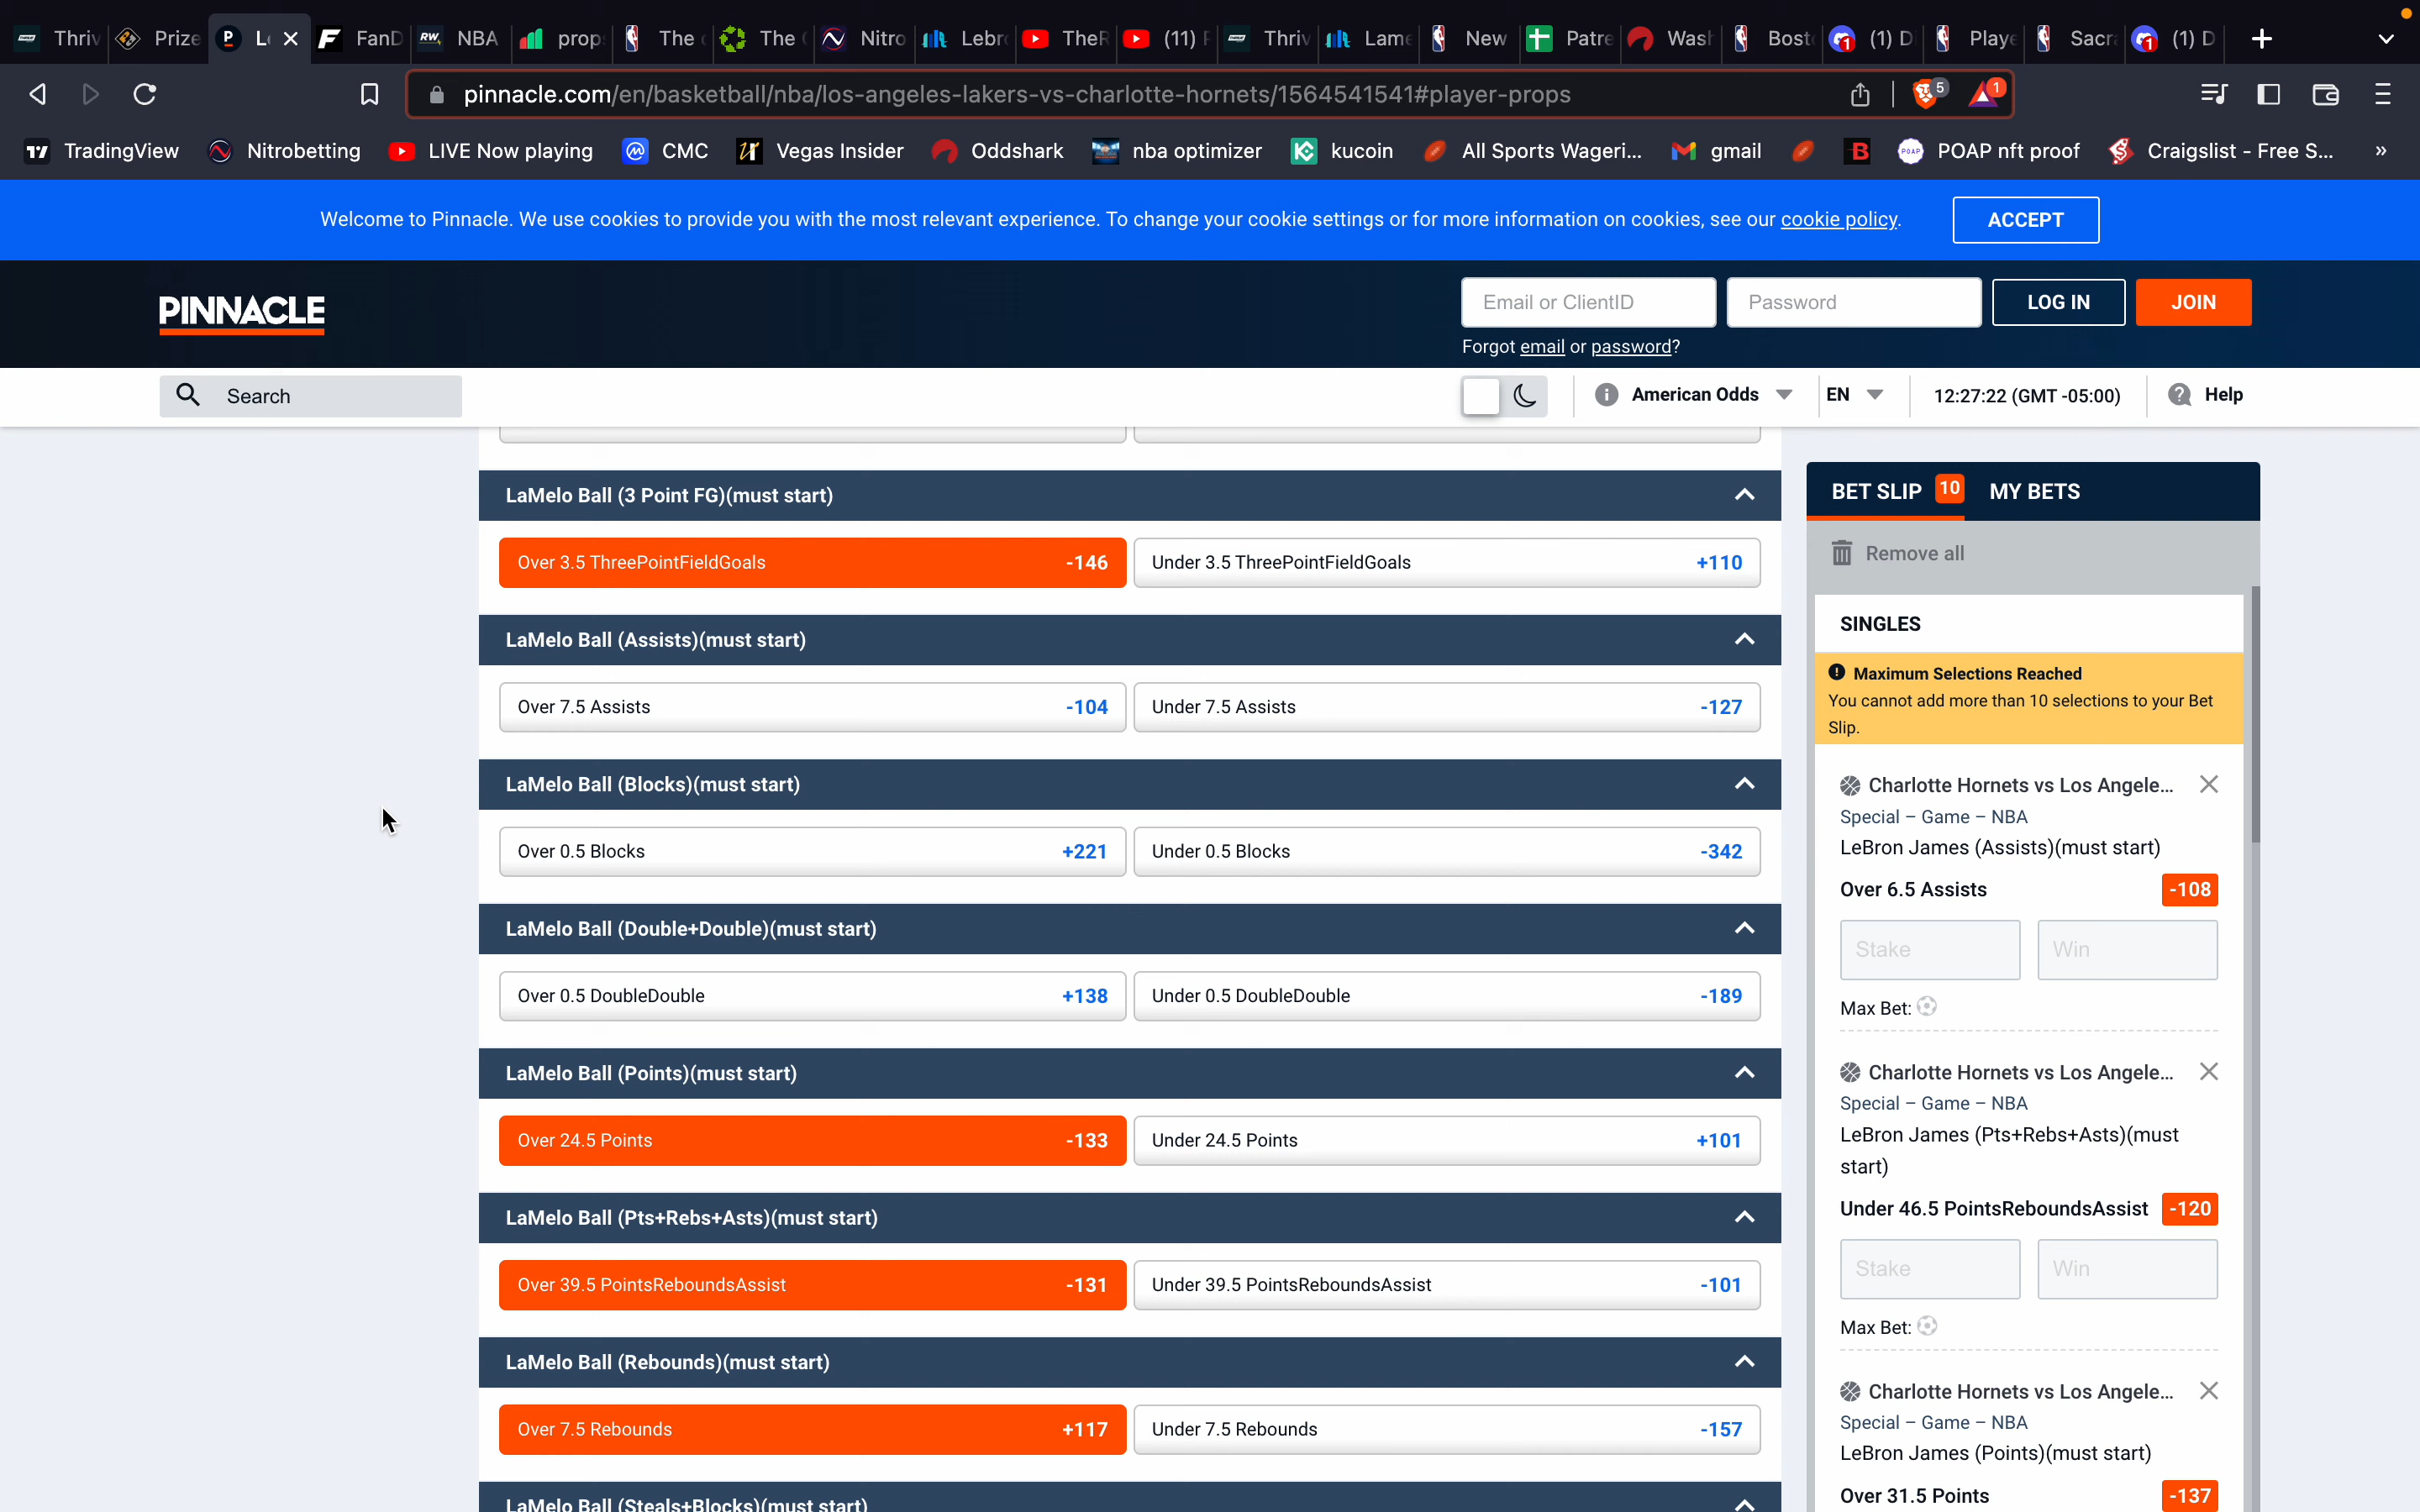 Thriv
Prize
L
FanD
NBA
prop
The
The
Nitro
Lebr
TheR
(11)
Thriv
Lame
New
Patre
Wash
Bost
(1) D
Playe
Sacra
(1) D
pinnacle.com/en/basketball/nba/los-angeles-lakers-vs-charlotte-hornets/1564541541#player-props
5
1
TradingView
Nitrobetting
LIVE Now playing
CMC
Vegas Insider
Oddshark
nba optimizer
kucoin
All Sports Wageri...
gmail
POAP nft proof
Craigslist - Free S...
»
Welcome to Pinnacle. We use cookies to provide you with the most relevant experience. To change your cookie settings or for more information on cookies, see our cookie policy.
ACCEPT
PINNACLE
Email or ClientID
Password
LOG IN
JOIN
Forgot email or password?
Search
American Odds
EN
12:27:22 (GMT -05:00)
Help
LaMelo Ball (3 Point FG)(must start)
Over 3.5 ThreePointFieldGoals -146
Under 3.5 ThreePointFieldGoals +110
LaMelo Ball (Assists)(must start)
Over 7.5 Assists -104
Under 7.5 Assists -127
LaMelo Ball (Blocks)(must start)
Over 0.5 Blocks +221
Under 0.5 Blocks -342
LaMelo Ball (Double+Double)(must start)
Over 0.5 DoubleDouble +138
Under 0.5 DoubleDouble -189
LaMelo Ball (Points)(must start)
Over 24.5 Points -133
Under 24.5 Points +101
LaMelo Ball (Pts+Rebs+Asts)(must start)
Over 39.5 PointsReboundsAssist -131
Under 39.5 PointsReboundsAssist -101
LaMelo Ball (Rebounds)(must start)
Over 7.5 Rebounds +117
Under 7.5 Rebounds -157
LaMelo Ball (Steals+Blocks)(must start)
BET SLIP 10
MY BETS
Remove all
SINGLES
Maximum Selections Reached
You cannot add more than 10 selections to your Bet
Slip.
Charlotte Hornets vs Los Angele...
Special – Game – NBA
LeBron James (Assists)(must start)
Over 6.5 Assists -108
Stake
Win
Max Bet:
Charlotte Hornets vs Los Angele...
Special – Game – NBA
LeBron James (Pts+Rebs+Asts)(must
start)
Under 46.5 PointsReboundsAssist -120
Stake
Win
Max Bet:
Charlotte Hornets vs Los Angele...
Special – Game – NBA
LeBron James (Points)(must start)
Over 31.5 Points -137